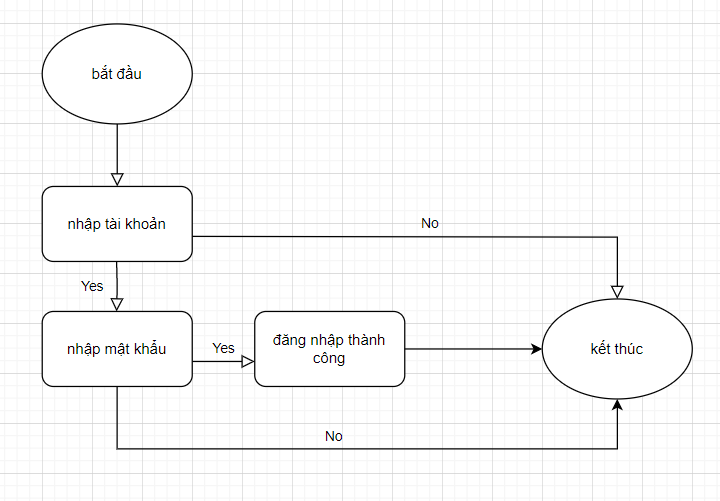 bắt đầu
nhập tài khoản
No
Yes
nhập mật khẩu
Yes
đăng nhập thành
công
kết thúc
No